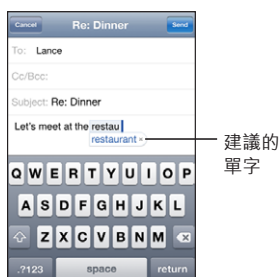 Cancel Re: Dinner Send
To: Lance
Cc/Bcc:
Subject: Re: Dinner
Let's meet at the restau
restaurant ×
建議的
單字
Q W E R T Y U I O P
A S D F G H J K L
Z X C V B N M
.?123 space return